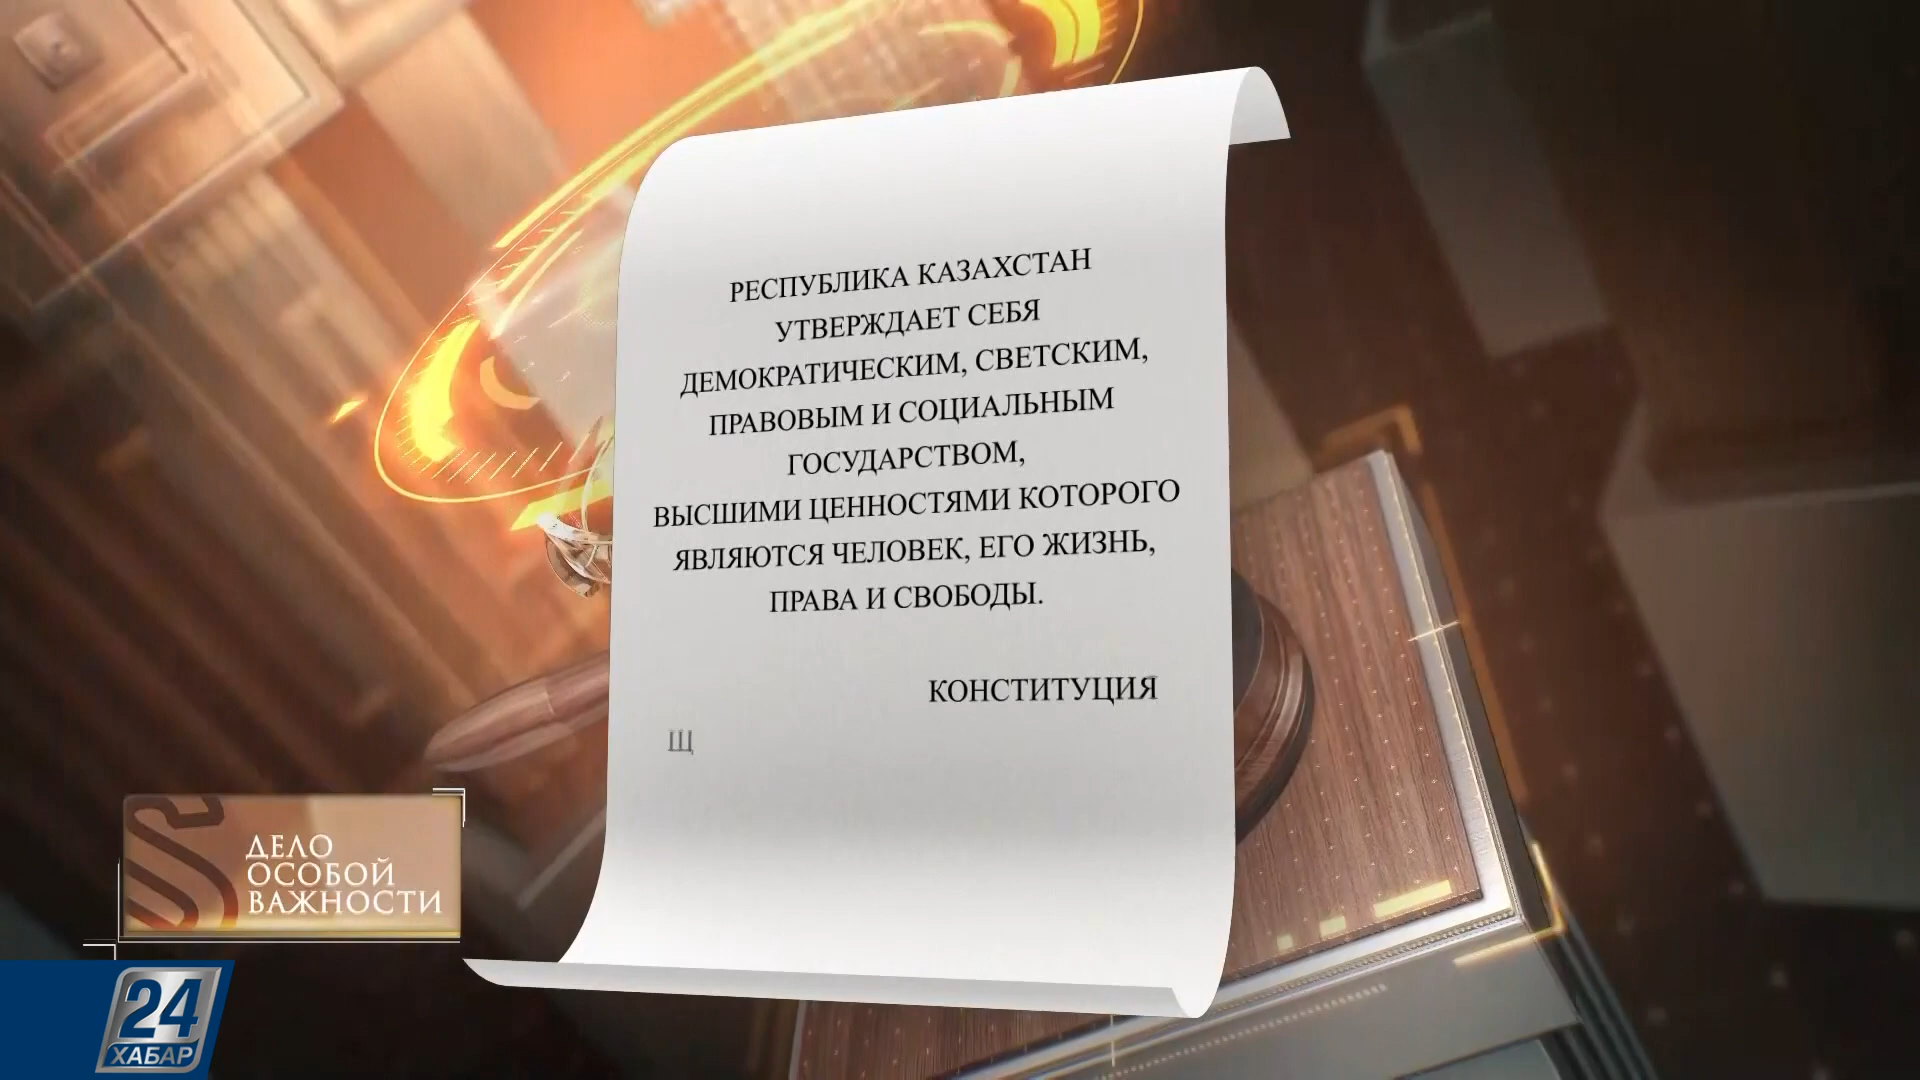 РЕСПУБЛИКА КАЗАХСТАН
УТВЕРЖДАЕТ СЕБЯ
ДЕМОКРАТИЧЕСКИМ, СВЕТСКИМ,
ПРАВОВЫМ И СОЦИАЛЬНЫМ
ГОСУДАРСТВОМ,
ВЫСШИМИ ЦЕННОСТЯМИ КОТОРОГО
ЯВЛЯЮТСЯ ЧЕЛОВЕК, ЕГО ЖИЗНЬ,
ПРАВА И СВОБОДЫ.
КОНСТИТУЦИЯ
Щ
ДЕЛО
ОСОБОЙ
ВАЖНОСТИ
24
ХАБАР